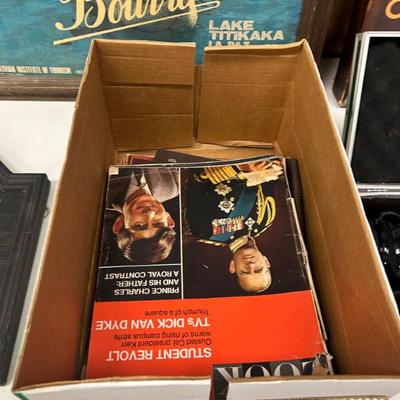 LAKE
TITIKAKA
LOOK
STUDENT REVOLT
Ousted Cal. president Kerr
warns of rising campus strife
TV's DICK VAN DYKE
Triumph of a square
PRINCE CHARLES
AND HIS FATHER:
A ROYAL CONTRAST